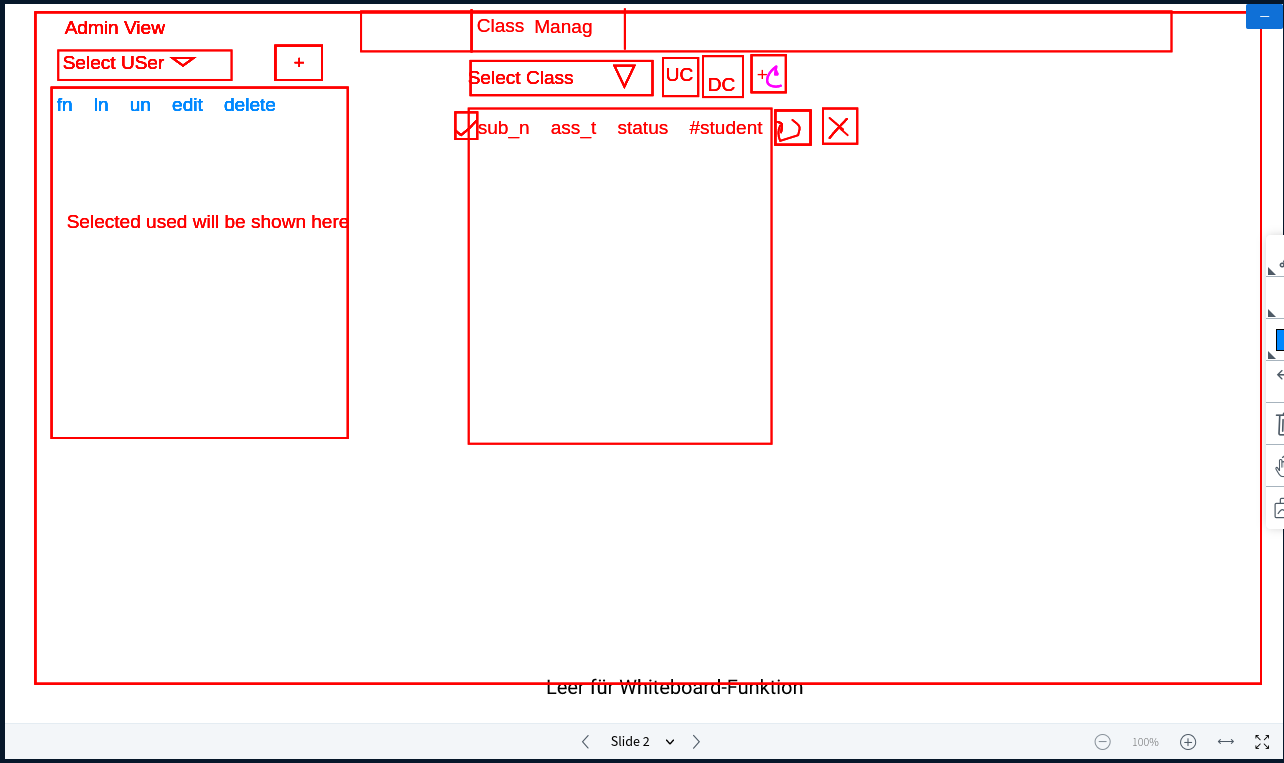 Admin View
Class Manag
Select USer
+
Select Class
UC
DC
+C
fn ln un edit delete
sub_n ass_t status #student
Selected used will be shown here
Leer für Whiteboard-Funktion
Slide 2
100%